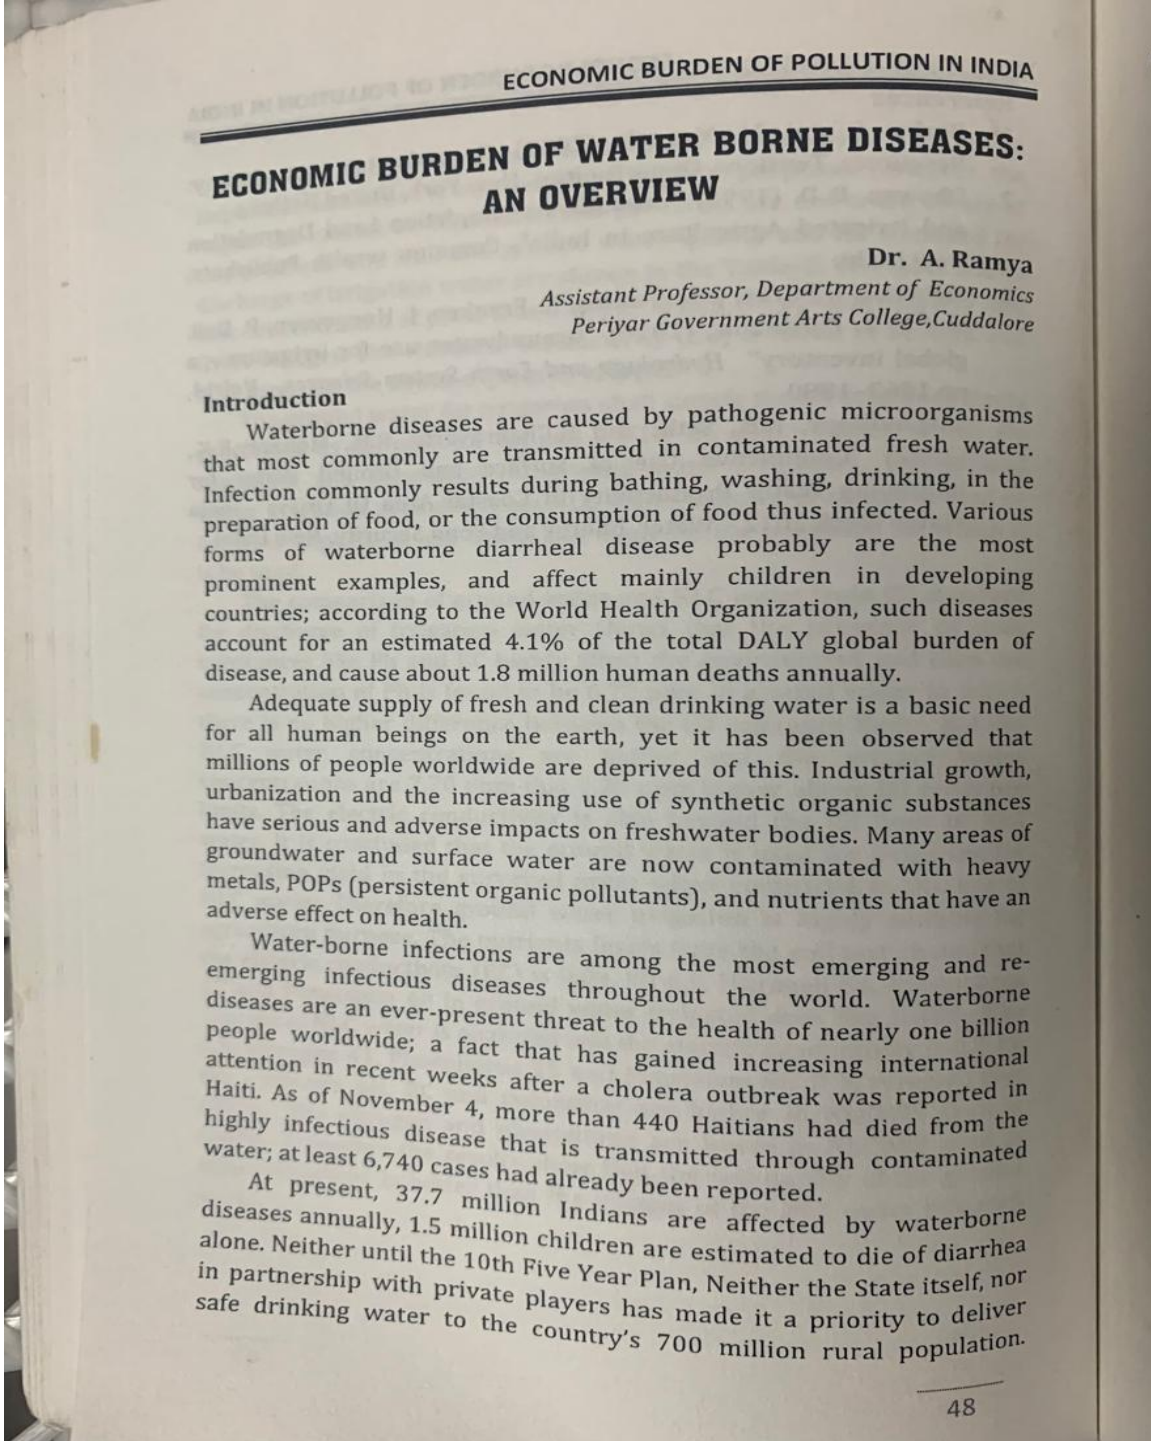 ECONOMIC BURDEN OF POLLUTION IN INDIA
ECONOMIC BURDEN OF WATER BORNE DISEASES:
AN OVERVIEW
Dr. A. Ramya
Assistant Professor, Department of Economics
Periyar Government Arts College,Cuddalore
Introduction
Waterborne diseases are caused by pathogenic microorganisms
that most commonly are transmitted in contaminated fresh water.
Infection commonly results during bathing, washing, drinking, in the
preparation of food, or the consumption of food thus infected. Various
forms of waterborne diarrheal disease probably are the most
prominent examples, and affect mainly children in developing
countries; according to the World Health Organization, such diseases
account for an estimated 4.1% of the total DALY global burden of
disease, and cause about 1.8 million human deaths annually.
Adequate supply of fresh and clean drinking water is a basic need
for all human beings on the earth, yet it has been observed that
millions of people worldwide are deprived of this. Industrial growth,
urbanization and the increasing use of synthetic organic substances
have serious and adverse impacts on freshwater bodies. Many areas of
groundwater and surface water are now contaminated with heavy
metals, POPs (persistent organic pollutants), and nutrients that have an
adverse effect on health.
Water-borne infections are among the most emerging and re-
emerging infectious diseases throughout the world. Waterborne
diseases are an ever-present threat to the health of nearly one billion
people worldwide; a fact that has gained increasing international
attention in recent weeks after a cholera outbreak was reported in
Haiti. As of November 4, more than 440 Haitians had died from the
highly infectious disease that is transmitted through contaminated
water; at least 6,740 cases had already been reported.
At present, 37.7 million Indians are affected by waterborne
diseases annually, 1.5 million children are estimated to die of diarrhea
alone. Neither until the 10th Five Year Plan, Neither the State itself, nor
in partnership with private players has made it a priority to deliver
safe drinking water to the country's 700 million rural population.
48